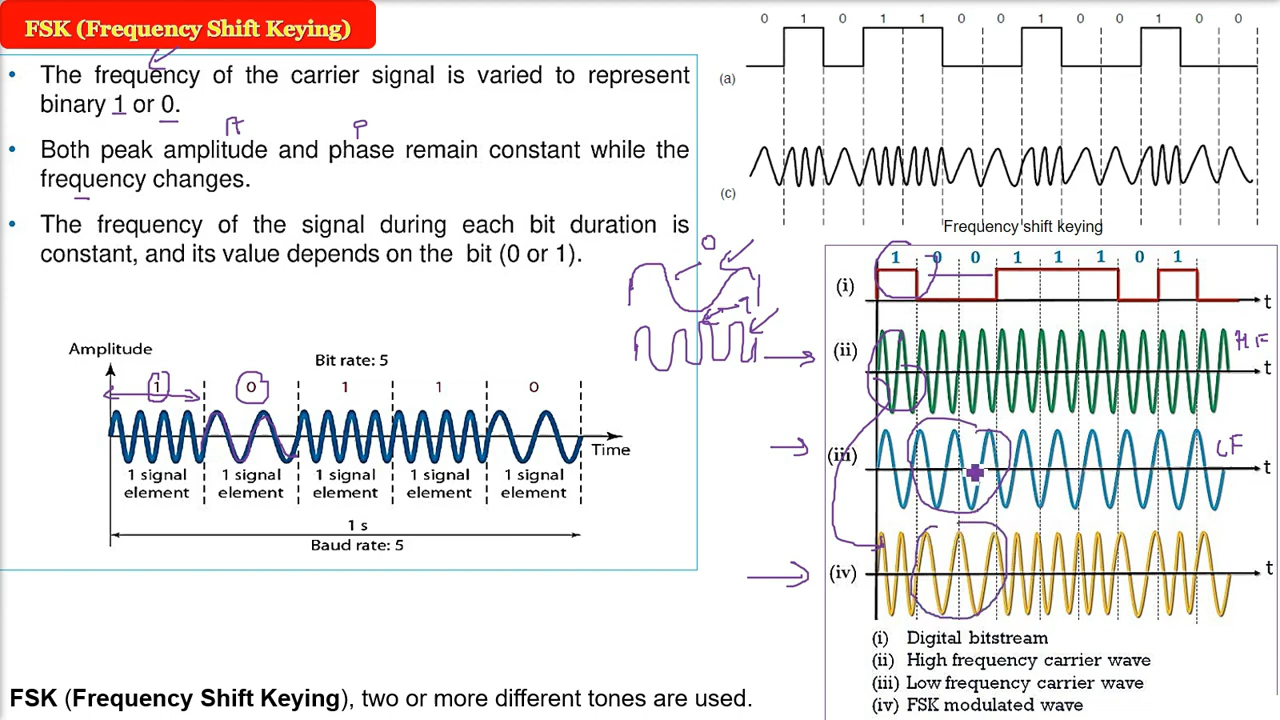 FSK (Frequency Shift Keying)
• The frequency of the carrier signal is varied to represent
binary 1 or 0.
A P
• Both peak amplitude and phase remain constant while the
frequency changes.
• The frequency of the signal during each bit duration is
constant, and its value depends on the bit (0 or 1).
Amplitude
Bit rate: 5
1 0 1 1 0
Time
1 signal 1 signal 1 signal 1 signal 1 signal
element element element element element
1 s
Baud rate: 5
FSK (Frequency Shift Keying), two or more different tones are used.
0 1 0 1 1 0 0 1 0 0 1 0 0
(a)
(c)
Frequency shift keying
0
1
1 0 0 1 1 1 0 1
(i) t
(ii) t
HF
(iii) t
LF
(iv) t
(i) Digital bitstream
(ii) High frequency carrier wave
(iii) Low frequency carrier wave
(iv) FSK modulated wave